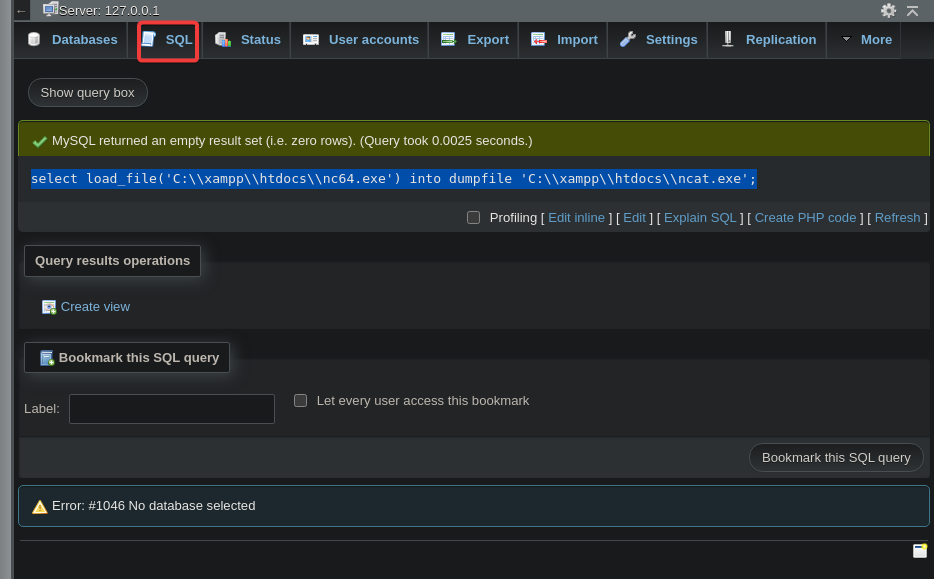 Server: 127.0.0.1
Databases SQL Status User accounts Export Import Settings Replication More
Show query box
MySQL returned an empty result set (i.e. zero rows). (Query took 0.0025 seconds.)
select load_file('C:\\xampp\\htdocs\\nc64.exe') into dumpfile 'C:\\xampp\\htdocs\\ncat.exe';
Profiling [ Edit inline ] [ Edit ] [ Explain SQL ] [ Create PHP code ] [ Refresh ]
Query results operations
Create view
Bookmark this SQL query
Label: Let every user access this bookmark
Bookmark this SQL query
Error: #1046 No database selected